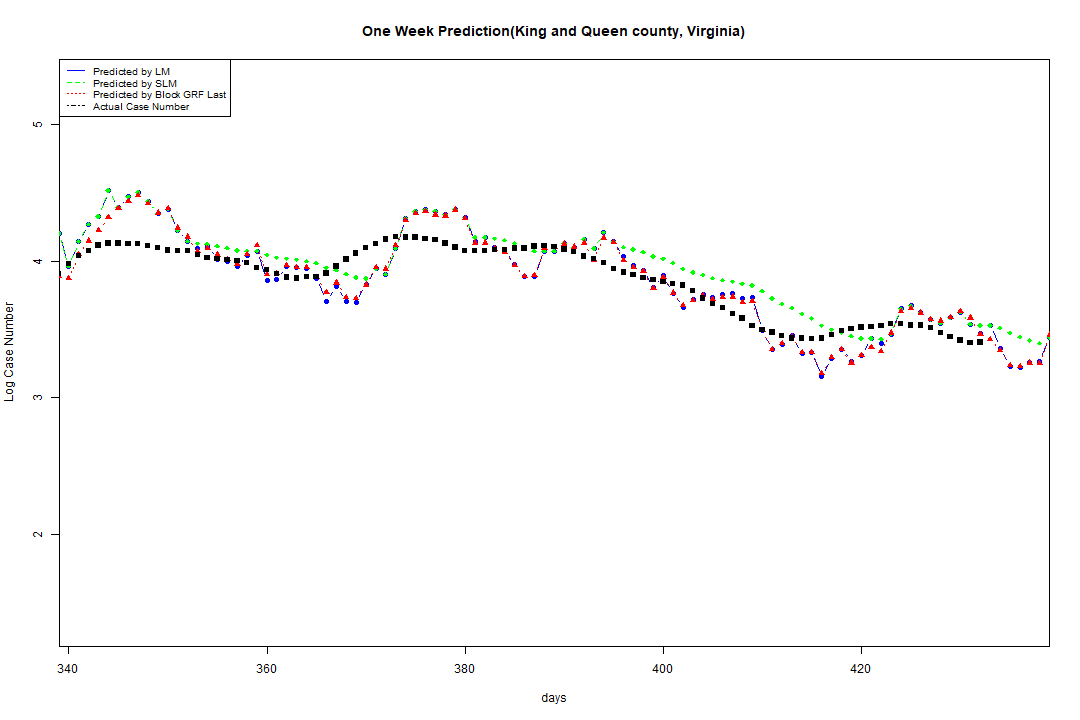 One Week Prediction(King and Queen county, Virginia)
Predicted by LM
Predicted by SLM
Predicted by Block GRF Last
Actual Case Number
5
4
3
2
Log Case Number
340
360
380
400
420
days